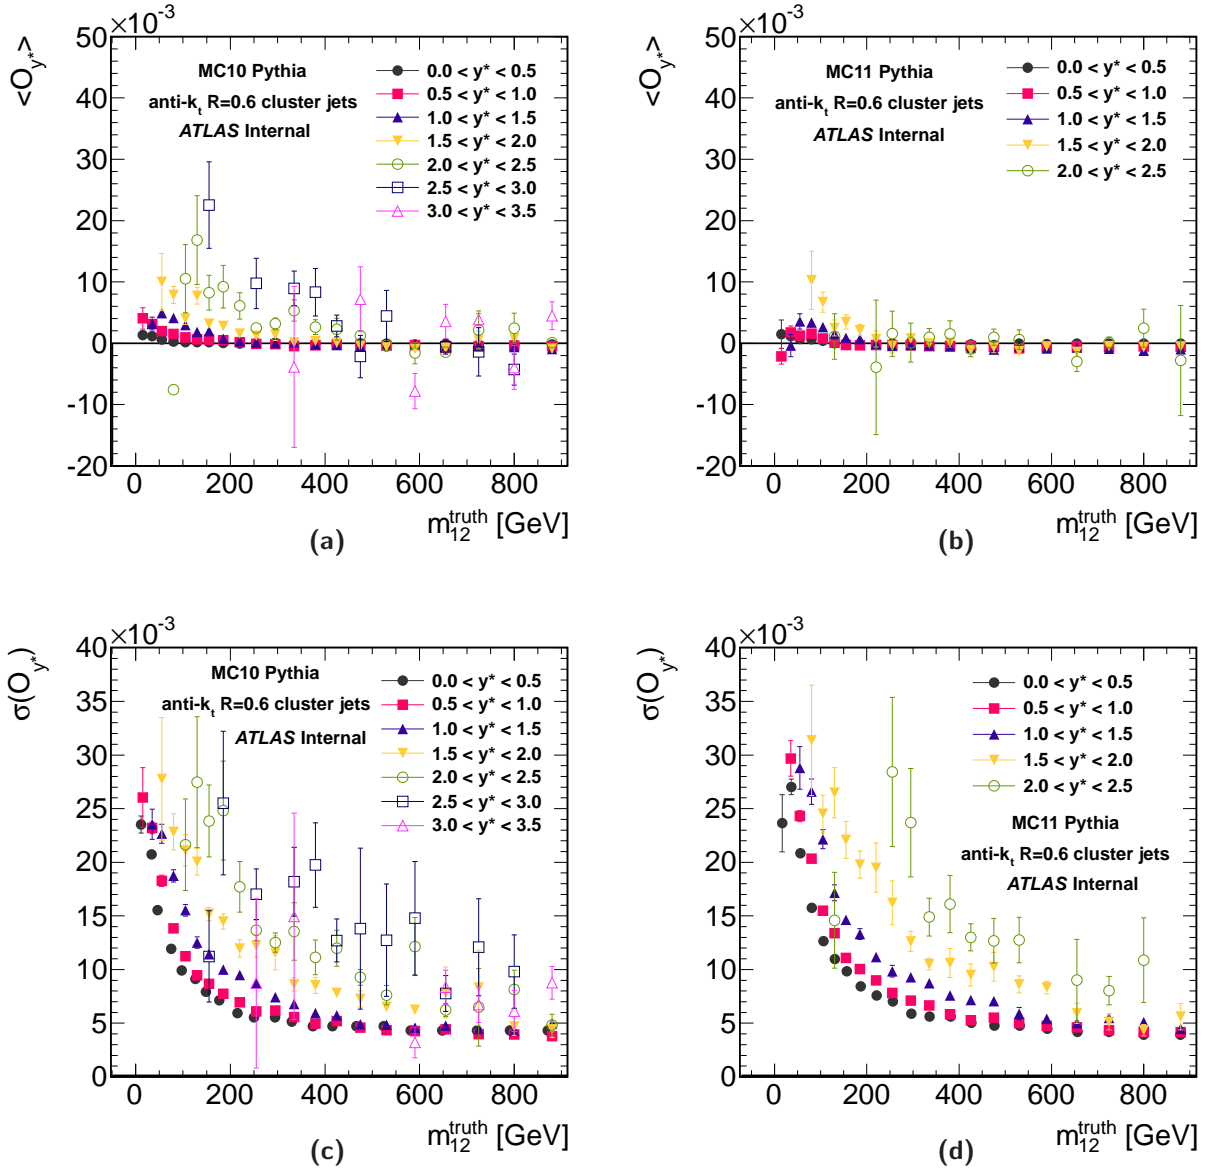 ×10⁻³
<O_y*>
50
40
30
20
10
0
-10
-20
MC10 Pythia
anti-k_t R=0.6 cluster jets
ATLAS Internal
0.0 < y* < 0.5
0.5 < y* < 1.0
1.0 < y* < 1.5
1.5 < y* < 2.0
2.0 < y* < 2.5
2.5 < y* < 3.0
3.0 < y* < 3.5
0 200 400 600 800
m_12^truth [GeV]
(a)
×10⁻³
<O_y*>
50
40
30
20
10
0
-10
-20
MC11 Pythia
anti-k_t R=0.6 cluster jets
ATLAS Internal
0.0 < y* < 0.5
0.5 < y* < 1.0
1.0 < y* < 1.5
1.5 < y* < 2.0
2.0 < y* < 2.5
0 200 400 600 800
m_12^truth [GeV]
(b)
×10⁻³
σ(O_y*)
40
35
30
25
20
15
10
5
0
MC10 Pythia
anti-k_t R=0.6 cluster jets
ATLAS Internal
0.0 < y* < 0.5
0.5 < y* < 1.0
1.0 < y* < 1.5
1.5 < y* < 2.0
2.0 < y* < 2.5
2.5 < y* < 3.0
3.0 < y* < 3.5
0 200 400 600 800
m_12^truth [GeV]
(c)
×10⁻³
σ(O_y*)
40
35
30
25
20
15
10
5
0
0.0 < y* < 0.5
0.5 < y* < 1.0
1.0 < y* < 1.5
1.5 < y* < 2.0
2.0 < y* < 2.5
MC11 Pythia
anti-k_t R=0.6 cluster jets
ATLAS Internal
0 200 400 600 800
m_12^truth [GeV]
(d)